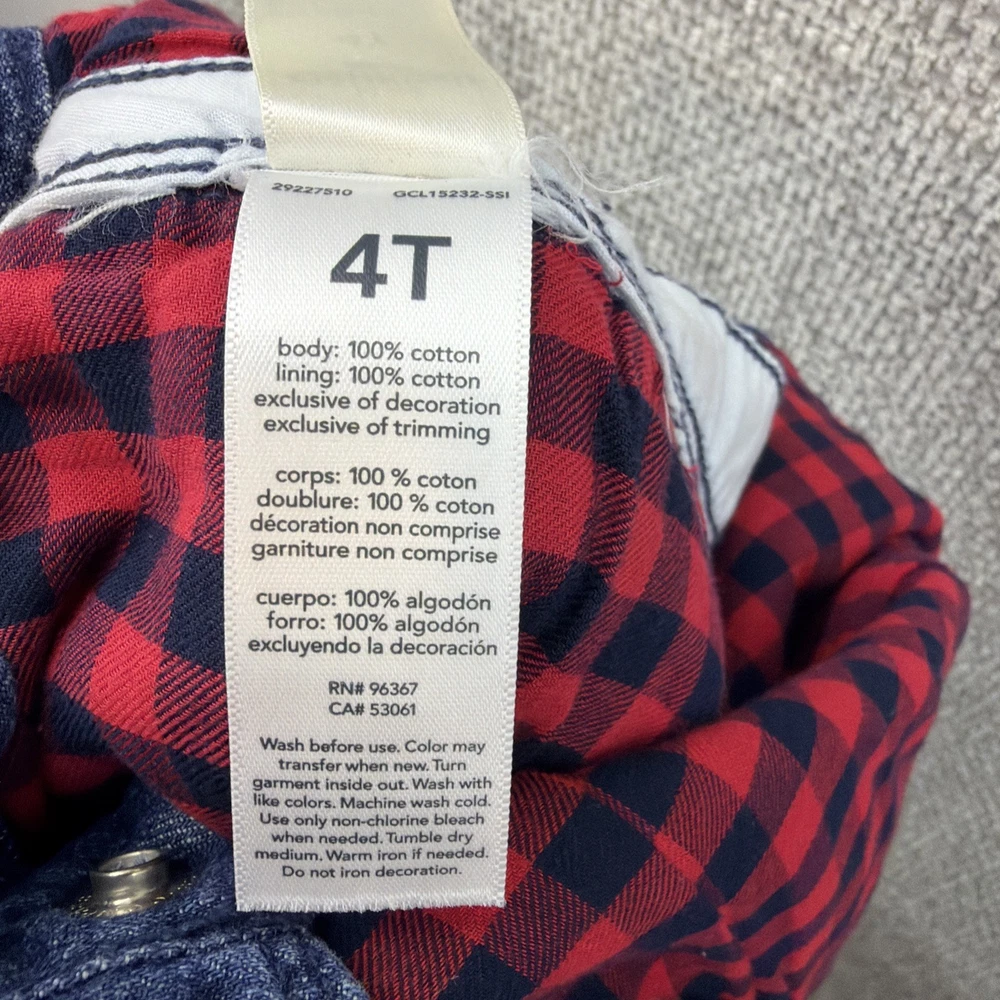 29227510 GCL15232-SSI
4T
body: 100% cotton
lining: 100% cotton
exclusive of decoration
exclusive of trimming
corps: 100 % coton
doublure: 100 % coton
décoration non comprise
garniture non comprise
cuerpo: 100% algodón
forro: 100% algodón
excluyendo la decoración
RN# 96367
CA# 53061
Wash before use. Color may
transfer when new. Turn
garment inside out. Wash with
like colors. Machine wash cold.
Use only non-chlorine bleach
when needed. Tumble dry
medium. Warm iron if needed.
Do not iron decoration.